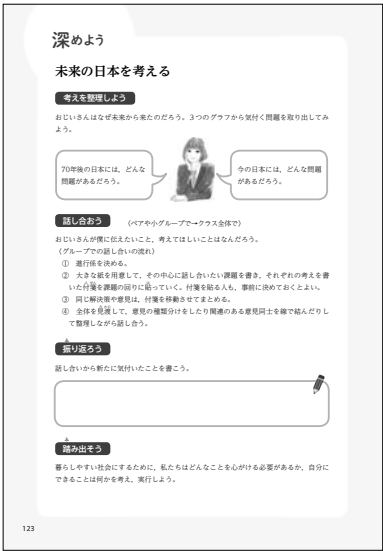 深めよう
未来の日本を考える
考えを整理しよう
おじいさんはなぜ未来から来たのだろう。3つのグラフから気付く問題を取り出してみ
よう。
70年後の日本には，どんな
問題があるだろう。
今の日本には，どんな問題
があるだろう。
話し合おう （ペアや小グループで→クラス全体で）
おじいさんが僕に伝えたいこと，考えてほしいことはなんだろう。
（グループでの話し合いの流れ）
① 進行係を決める。
② 大きな紙を用意して，その中心に話し合いたい課題を書き，それぞれの考えを書
いた付箋を課題の回りに貼っていく。付箋を貼る人も，事前に決めておくとよい。
③ 同じ解決策や意見は，付箋を移動させてまとめる。
④ 全体を見渡して，意見の種類分けをしたり関連のある意見同士を線で結んだりし
て整理しながら話し合う。
振り返ろう
話し合いから新たに気付いたことを書こう。
踏み出そう
暮らしやすい社会にするために，私たちはどんなことを心がける必要があるか，自分に
できることは何かを考え，実行しよう。
123